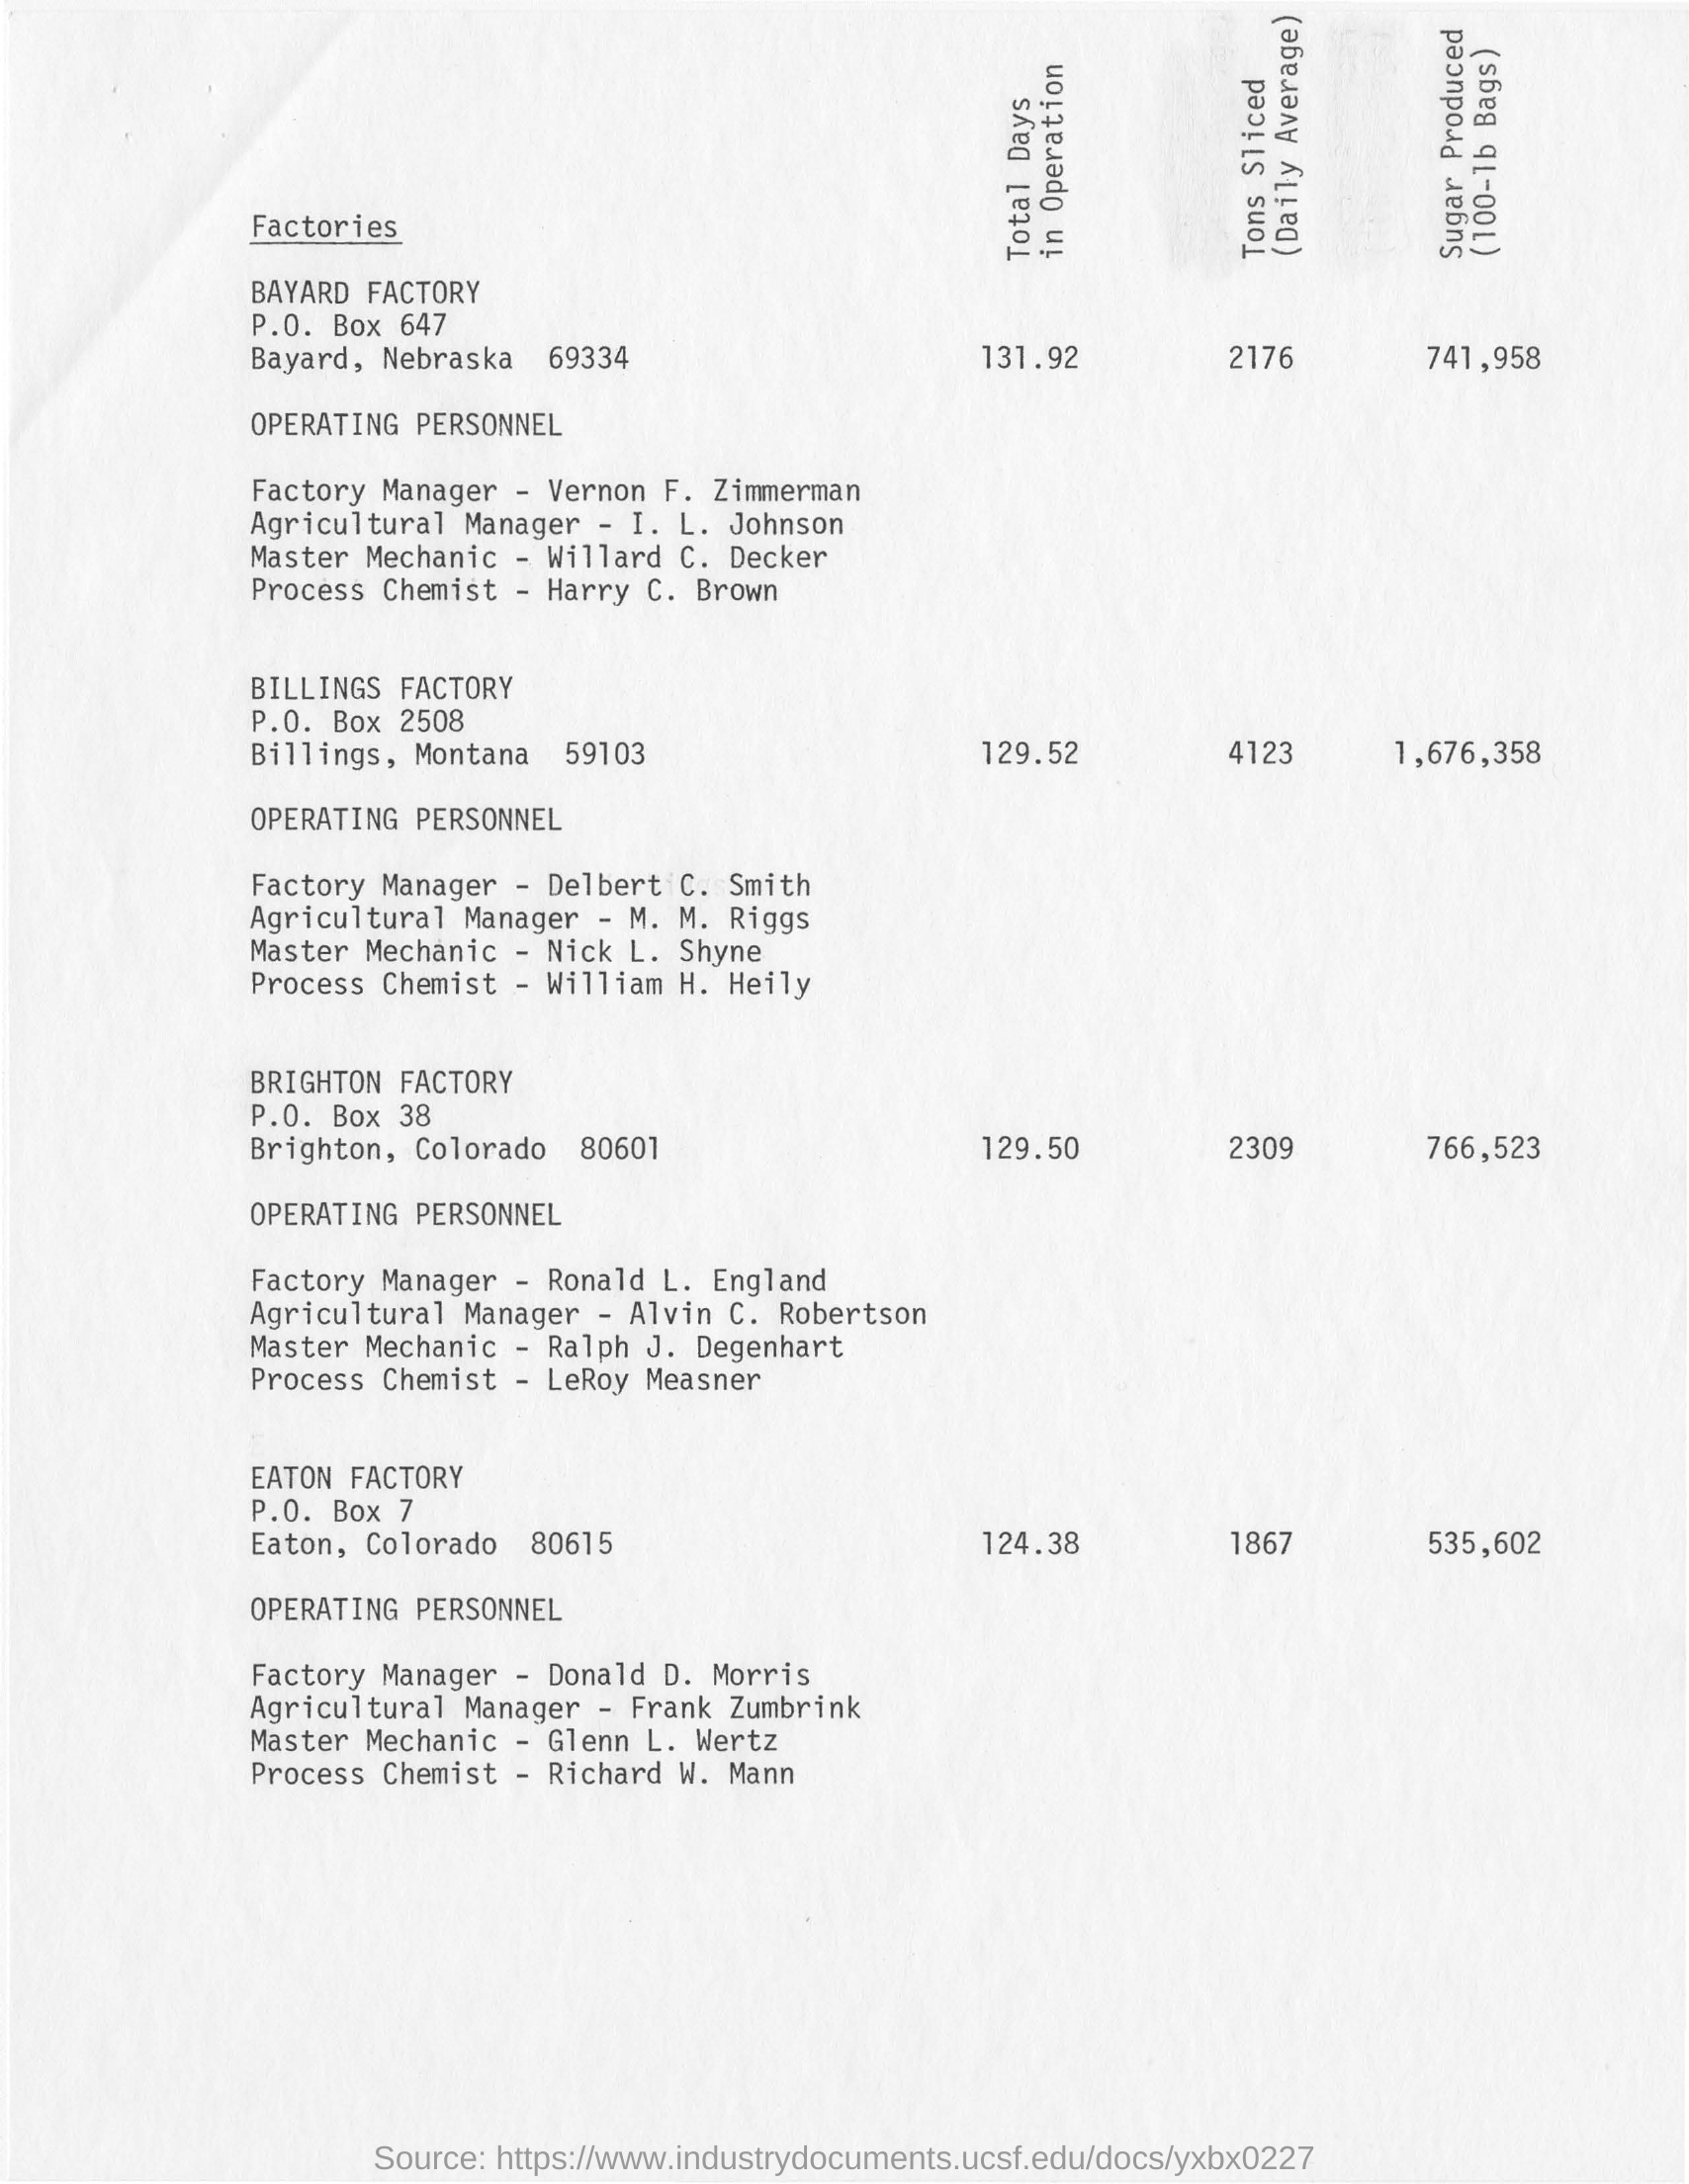 Total Days
in Operation
Tons Sliced
(Daily Average)
Sugar Produced
(100-lb Bags)
Factories
BAYARD FACTORY
P.O. Box 647
Bayard, Nebraska 69334 131.92 2176 741,958
OPERATING PERSONNEL
Factory Manager - Vernon F. Zimmerman
Agricultural Manager - I. L. Johnson
Master Mechanic - Willard C. Decker
Process Chemist - Harry C. Brown
BILLINGS FACTORY
P.O. Box 2508
Billings, Montana 59103 129.52 4123 1,676,358
OPERATING PERSONNEL
Factory Manager - Delbert C. Smith
Agricultural Manager - M. M. Riggs
Master Mechanic - Nick L. Shyne
Process Chemist - William H. Heily
BRIGHTON FACTORY
P.O. Box 38
Brighton, Colorado 80601 129.50 2309 766,523
OPERATING PERSONNEL
Factory Manager - Ronald L. England
Agricultural Manager - Alvin C. Robertson
Master Mechanic - Ralph J. Degenhart
Process Chemist - LeRoy Measner
EATON FACTORY
P.O. Box 7
Eaton, Colorado 80615 124.38 1867 535,602
OPERATING PERSONNEL
Factory Manager - Donald D. Morris
Agricultural Manager - Frank Zumbrink
Master Mechanic - Glenn L. Wertz
Process Chemist - Richard W. Mann
Source: https://www.industrydocuments.ucsf.edu/docs/yxbx0227